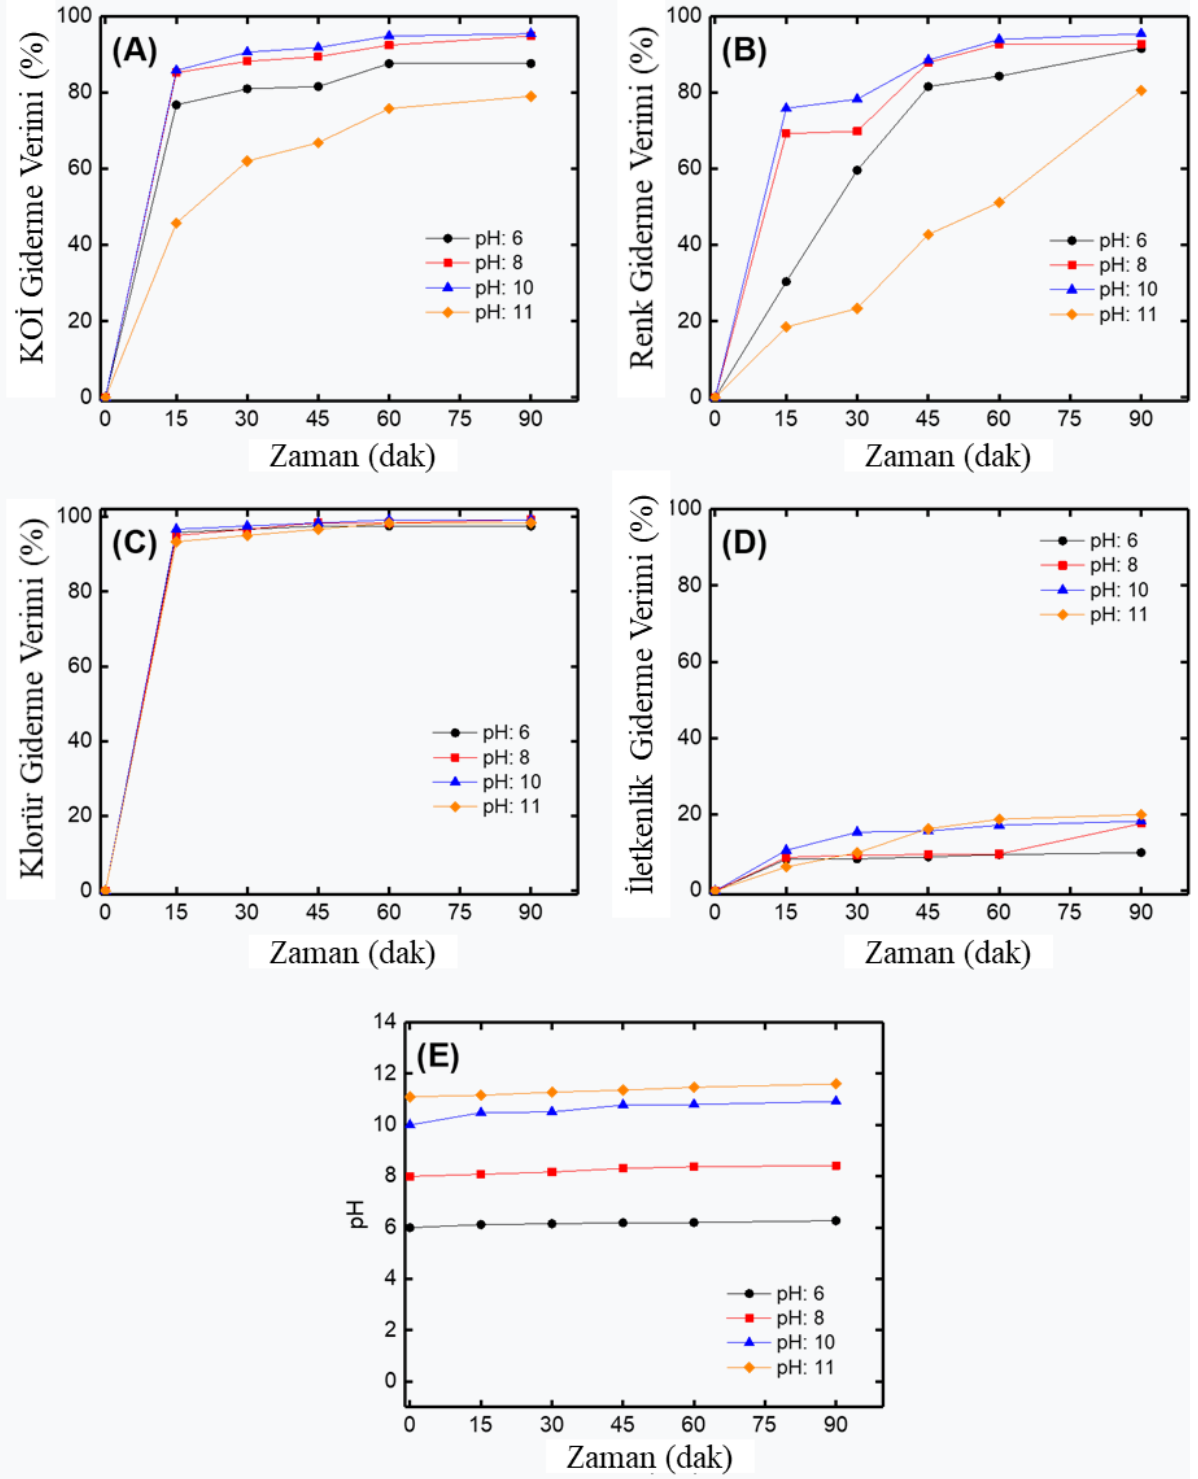 KOİ Giderme Verimi (%)
100
80
60
40
20
0
(A)
pH: 6
pH: 8
pH: 10
pH: 11
0 15 30 45 60 75 90
Zaman (dak)
Renk Giderme Verimi (%)
100
80
60
40
20
0
(B)
pH: 6
pH: 8
pH: 10
pH: 11
0 15 30 45 60 75 90
Zaman (dak)
Klorür Giderme Verimi (%)
100
80
60
40
20
0
(C)
pH: 6
pH: 8
pH: 10
pH: 11
0 15 30 45 60 75 90
Zaman (dak)
İletkenlik Giderme Verimi (%)
100
80
60
40
20
0
(D)
pH: 6
pH: 8
pH: 10
pH: 11
0 15 30 45 60 75 90
Zaman (dak)
pH
14
12
10
8
6
4
2
0
(E)
pH: 6
pH: 8
pH: 10
pH: 11
0 15 30 45 60 75 90
Zaman (dak)